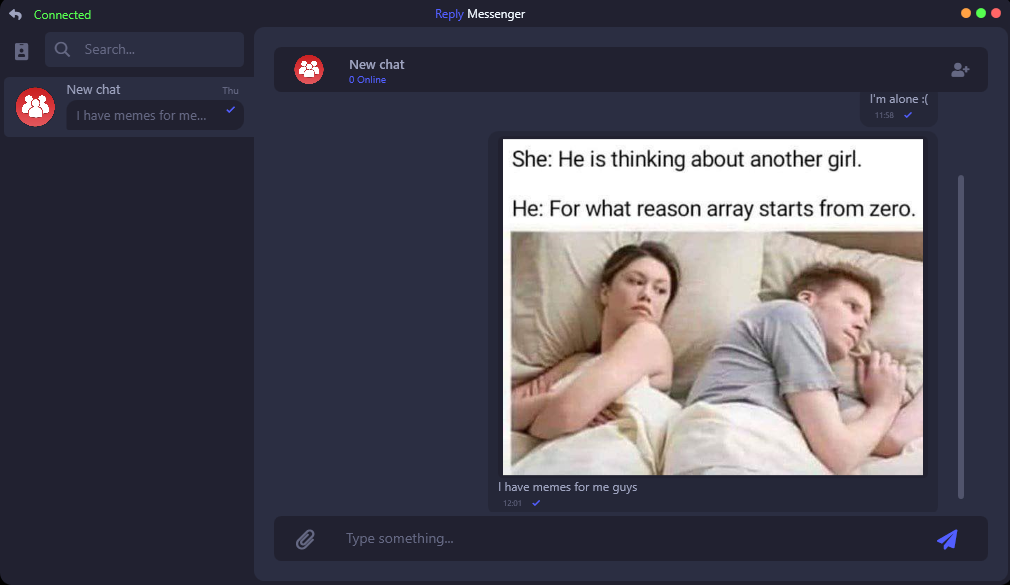 Connected
Reply Messenger
Search...
New chat
Thu
I have memes for me...
New chat
0 Online
I'm alone :(
11:58
She: He is thinking about another girl.
He: For what reason array starts from zero.
I have memes for me guys
12:01
Type something...